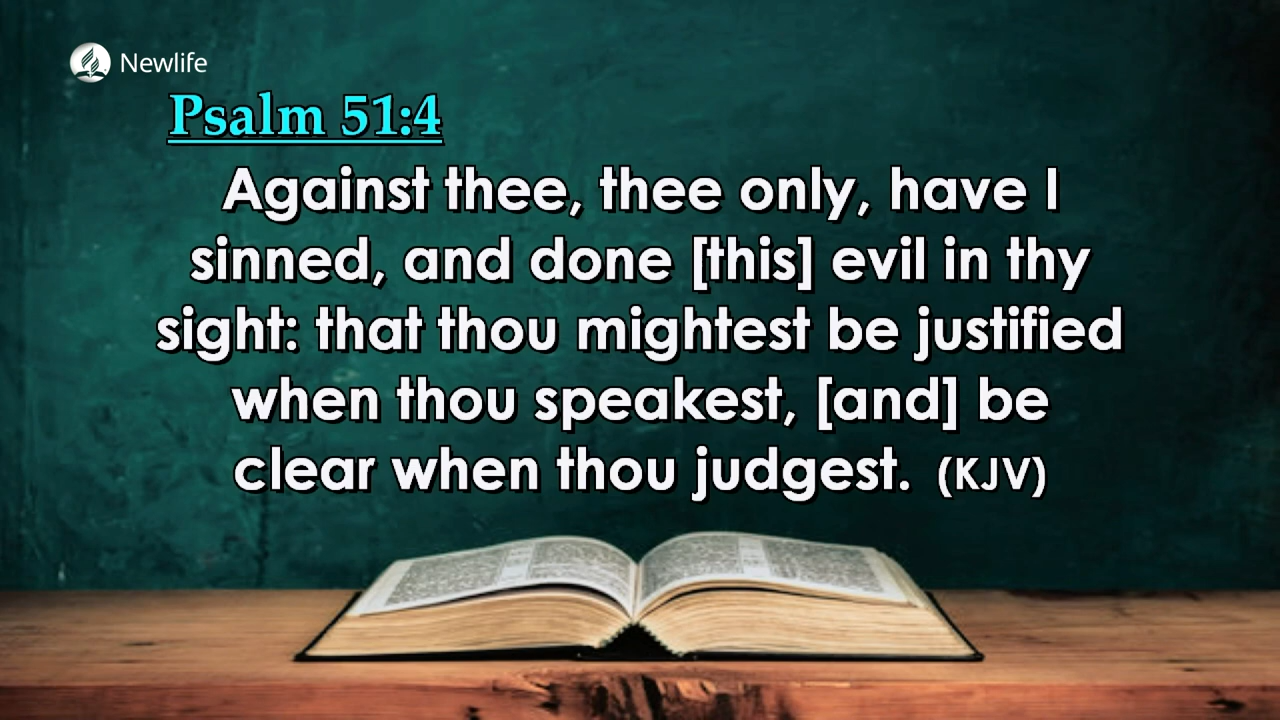 Newlife
Psalm 51:4
Against thee, thee only, have I
sinned, and done [this] evil in thy
sight: that thou mightest be justified
when thou speakest, [and] be
clear when thou judgest. (KJV)